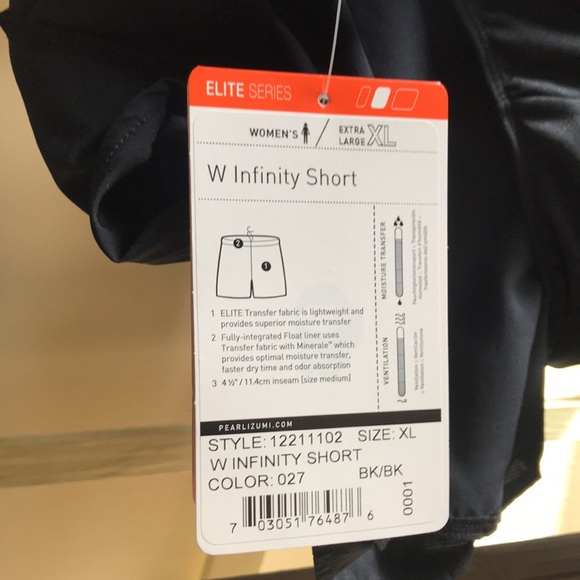 ELITE SERIES
WOMEN'S / EXTRA LARGE XL
W Infinity Short
2
1
1 ELITE Transfer fabric is lightweight and
provides superior moisture transfer
2 Fully-integrated Float liner uses
Transfer fabric with Minerale™ which
provides optimal moisture transfer,
faster dry time and odor absorption
3 4 ½" / 11.4cm inseam [size medium]
MOISTURE TRANSFER
VENTILATION
PEARLIZUMI.COM
STYLE: 12211102 SIZE: XL
W INFINITY SHORT
COLOR: 027 BK/BK
0001
7 03051 76487 6